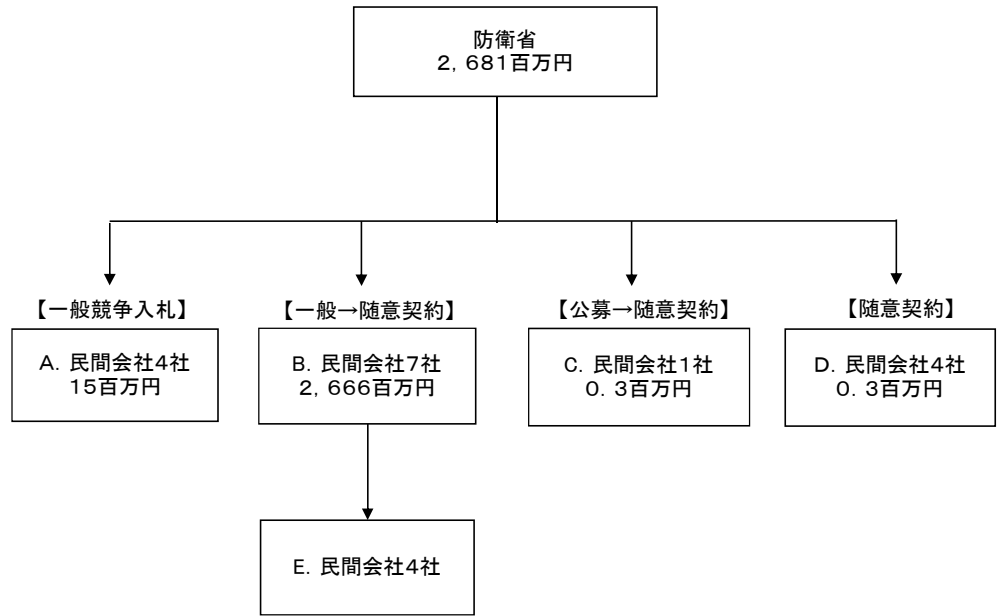 防衛省
2,681百万円
【一般競争入札】
A. 民間会社4社
15百万円
【一般→随意契約】
B. 民間会社7社
2,666百万円
【公募→随意契約】
C. 民間会社1社
0.3百万円
【随意契約】
D. 民間会社4社
0.3百万円
E. 民間会社4社